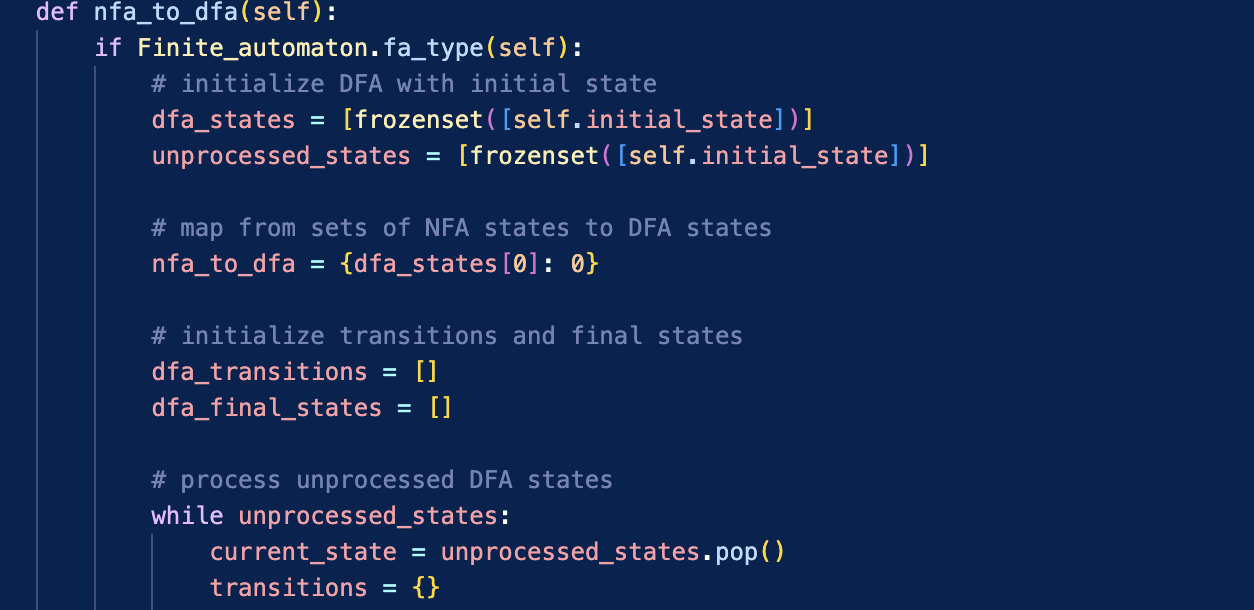 def nfa_to_dfa(self):
    if Finite_automaton.fa_type(self):
        # initialize DFA with initial state
        dfa_states = [frozenset([self.initial_state])]
        unprocessed_states = [frozenset([self.initial_state])]

        # map from sets of NFA states to DFA states
        nfa_to_dfa = {dfa_states[0]: 0}

        # initialize transitions and final states
        dfa_transitions = []
        dfa_final_states = []

        # process unprocessed DFA states
        while unprocessed_states:
            current_state = unprocessed_states.pop()
            transitions = {}